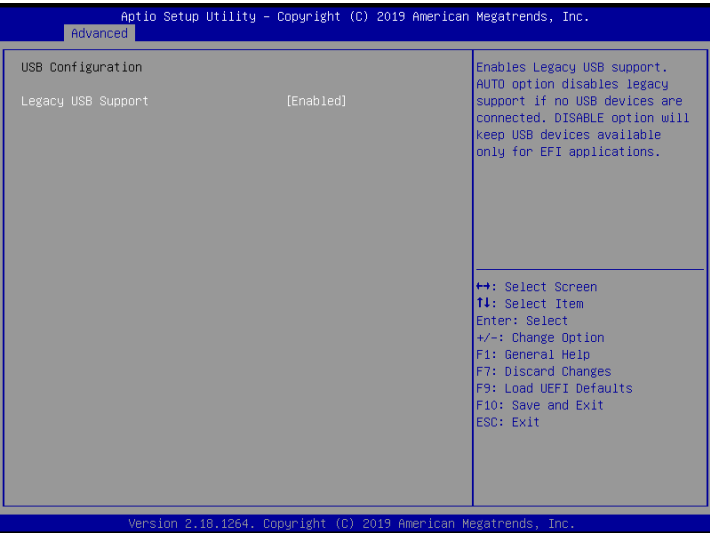 Aptio Setup Utility – Copyright (C) 2019 American Megatrends, Inc.
Advanced
USB Configuration
Legacy USB Support [Enabled]
Enables Legacy USB support.
AUTO option disables legacy
support if no USB devices are
connected. DISABLE option will
keep USB devices available
only for EFI applications.
↔: Select Screen
↑↓: Select Item
Enter: Select
+/-: Change Option
F1: General Help
F7: Discard Changes
F9: Load UEFI Defaults
F10: Save and Exit
ESC: Exit
Version 2.18.1264. Copyright (C) 2019 American Megatrends, Inc.